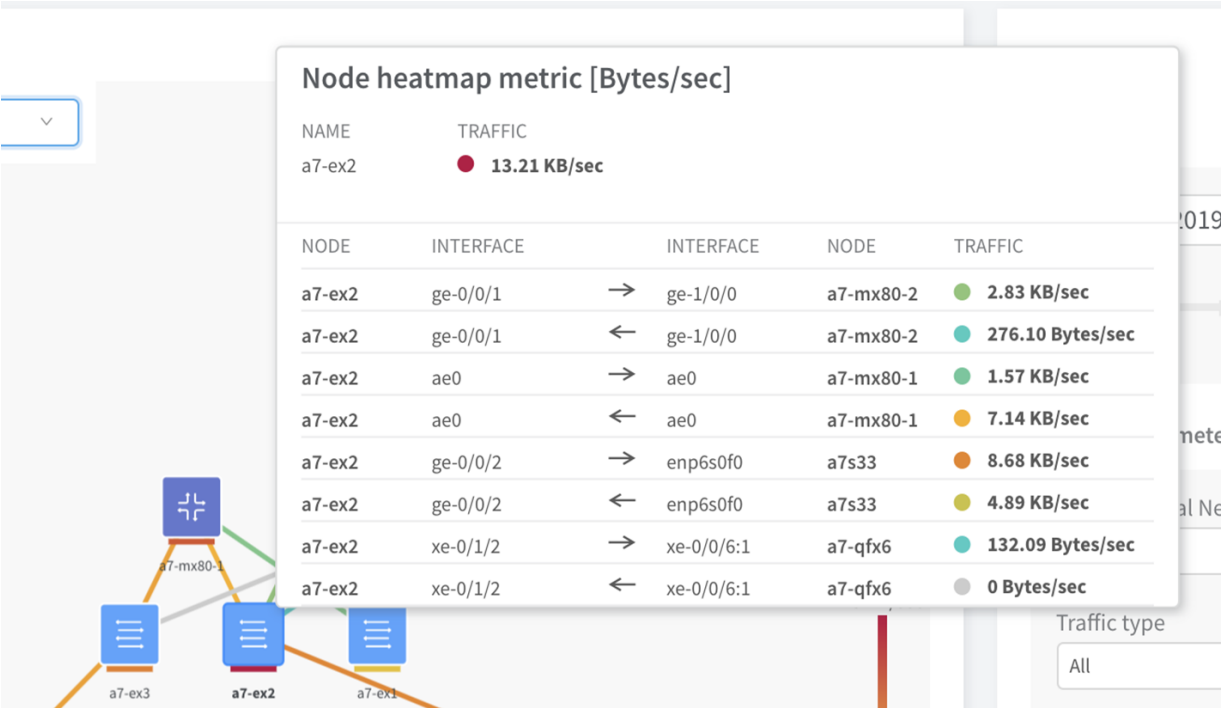 Node heatmap metric [Bytes/sec]
NAME TRAFFIC
a7-ex2 13.21 KB/sec
2019
NODE INTERFACE INTERFACE NODE TRAFFIC
a7-ex2 ge-0/0/1 → ge-1/0/0 a7-mx80-2 2.83 KB/sec
a7-ex2 ge-0/0/1 ← ge-1/0/0 a7-mx80-2 276.10 Bytes/sec
a7-ex2 ae0 → ae0 a7-mx80-1 1.57 KB/sec
a7-ex2 ae0 ← ae0 a7-mx80-1 7.14 KB/sec
mete
a7-ex2 ge-0/0/2 → enp6s0f0 a7s33 8.68 KB/sec
a7-ex2 ge-0/0/2 ← enp6s0f0 a7s33 4.89 KB/sec
al Ne
a7-ex2 xe-0/1/2 → xe-0/0/6:1 a7-qfx6 132.09 Bytes/sec
a7-ex2 xe-0/1/2 ← xe-0/0/6:1 a7-qfx6 0 Bytes/sec
a7-mx80-1
Traffic type
All
a7-ex3 a7-ex2 a7-ex1